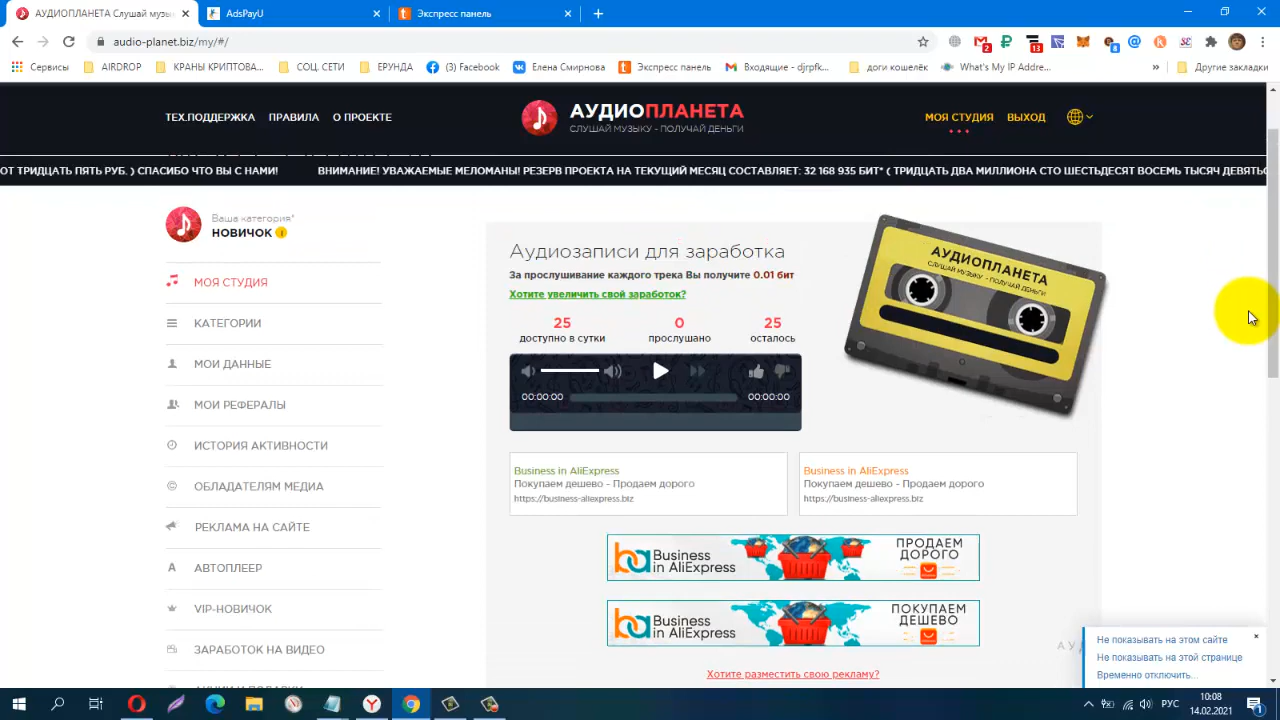 АУДИОПЛАНЕТА Слушай музы
AdsPayU
Экспресс панель
audio-planet.biz/my/#/
Сервисы
AIRDROP
КРАНЫ КРИПТОВА...
СОЦ. СЕТИ
ЕРУНДА
(3) Facebook
Елена Смирнова
Экспресс панель
Входящие - djrpfk...
доги кошелёк
What's My IP Addre...
»
Другие закладки
ТЕХ.ПОДДЕРЖКА ПРАВИЛА О ПРОЕКТЕ
АУДИОПЛАНЕТА
СЛУШАЙ МУЗЫКУ - ПОЛУЧАЙ ДЕНЬГИ
МОЯ СТУДИЯ ВЫХОД
ОТ ТРИДЦАТЬ ПЯТЬ РУБ. ) СПАСИБО ЧТО ВЫ С НАМИ! ВНИМАНИЕ! УВАЖАЕМЫЕ МЕЛОМАНЫ! РЕЗЕРВ ПРОЕКТА НА ТЕКУЩИЙ МЕСЯЦ СОСТАВЛЯЕТ: 32 168 935 БИТ* ( ТРИДЦАТЬ ДВА МИЛЛИОНА СТО ШЕСТЬДЕСЯТ ВОСЕМЬ ТЫСЯЧ ДЕВЯТЬ
Ваша категория*
НОВИЧОК
МОЯ СТУДИЯ
КАТЕГОРИИ
МОИ ДАННЫЕ
МОИ РЕФЕРАЛЫ
ИСТОРИЯ АКТИВНОСТИ
ОБЛАДАТЕЛЯМ МЕДИА
РЕКЛАМА НА САЙТЕ
АВТОПЛЕЕР
VIP-НОВИЧОК
ЗАРАБОТОК НА ВИДЕО
Аудиозаписи для заработка
За прослушивание каждого трека Вы получите 0.01 бит
Хотите увеличить свой заработок?
25 0 25
доступно в сутки прослушано осталось
00:00:00 00:00:00
АУДИОПЛАНЕТА
СЛУШАЙ МУЗЫКУ - ПОЛУЧАЙ ДЕНЬГИ
Business in AliExpress
Покупаем дешево - Продаем дорого
https://business-aliexpress.biz
Business in AliExpress
Покупаем дешево - Продаем дорого
https://business-aliexpress.biz
ba Business in AliExpress
ПРОДАЕМ ДОРОГО
ba Business in AliExpress
ПОКУПАЕМ ДЕШЕВО
Хотите разместить свою рекламу?
Не показывать на этом сайте
Не показывать на этой странице
Временно отключить...
РУС
10:08
14.02.2021